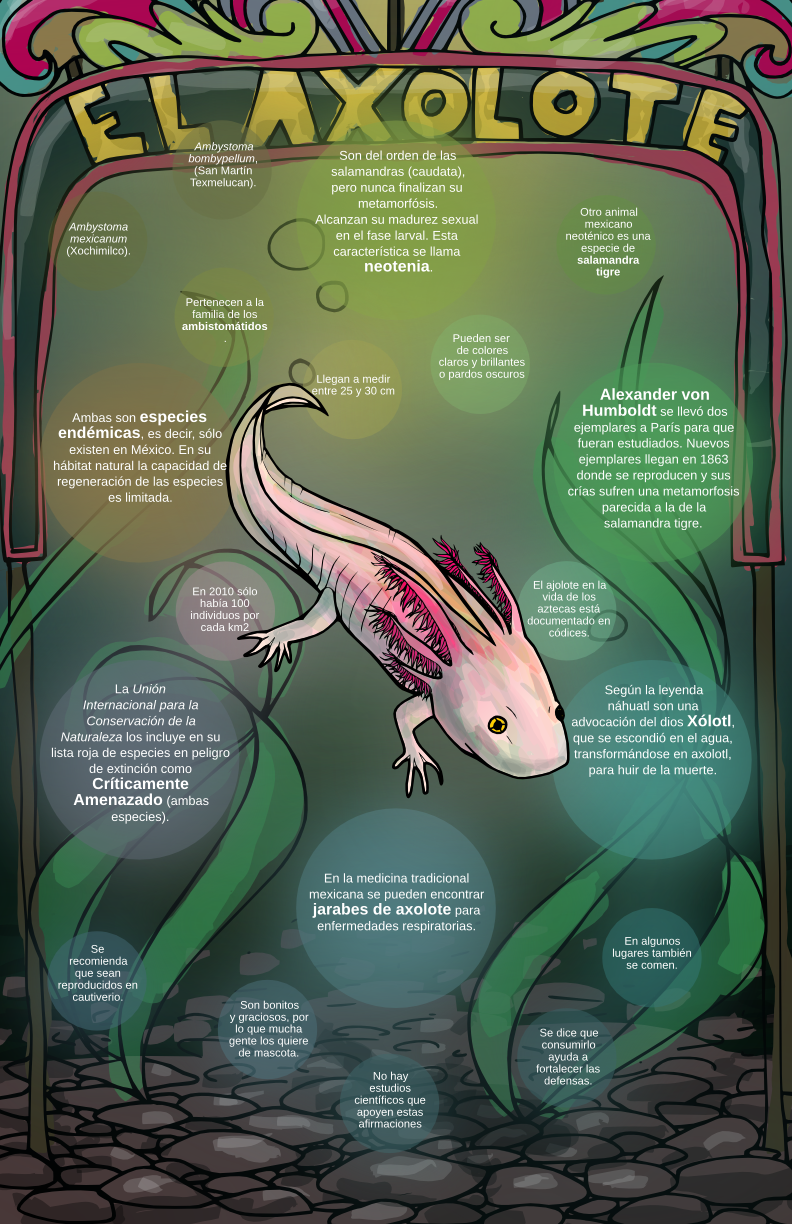 EL AXOLOTE
Ambystoma
bombypellum,
(San Martín
Texmelucan).
Son del orden de las
salamandras (caudata),
pero nunca finalizan su
metamorfósis.
Alcanzan su madurez sexual
en el fase larval. Esta
característica se llama
neotenia.
Ambystoma
mexicanum
(Xochimilco).
Otro animal
mexicano
neoténico es una
especie de
salamandra
tigre
Pertenecen a la
familia de los
ambistomátidos
.
Pueden ser
de colores
claros y brillantes
o pardos oscuros
Llegan a medir
entre 25 y 30 cm
Ambas son especies
endémicas, es decir, sólo
existen en México. En su
hábitat natural la capacidad de
regeneración de las especies
es limitada.
Alexander von
Humboldt se llevó dos
ejemplares a París para que
fueran estudiados. Nuevos
ejemplares llegan en 1863
donde se reproducen y sus
crías sufren una metamorfosis
parecida a la de la
salamandra tigre.
En 2010 sólo
había 100
individuos por
cada km2
El ajolote en la
vida de los
aztecas está
documentado en
códices.
La Unión
Internacional para la
Conservación de la
Naturaleza los incluye en su
lista roja de especies en peligro
de extinción como
Críticamente
Amenazado (ambas
especies).
Según la leyenda
náhuatl son una
advocación del dios Xólotl,
que se escondió en el agua,
transformándose en axolotl,
para huir de la muerte.
En la medicina tradicional
mexicana se pueden encontrar
jarabes de axolote para
enfermedades respiratorias.
Se
recomienda
que sean
reproducidos en
cautiverio.
En algunos
lugares también
se comen.
Son bonitos
y graciosos, por
lo que mucha
gente los quiere
de mascota.
Se dice que
consumirlo
ayuda a
fortalecer las
defensas.
No hay
estudios
científicos que
apoyen estas
afirmaciones